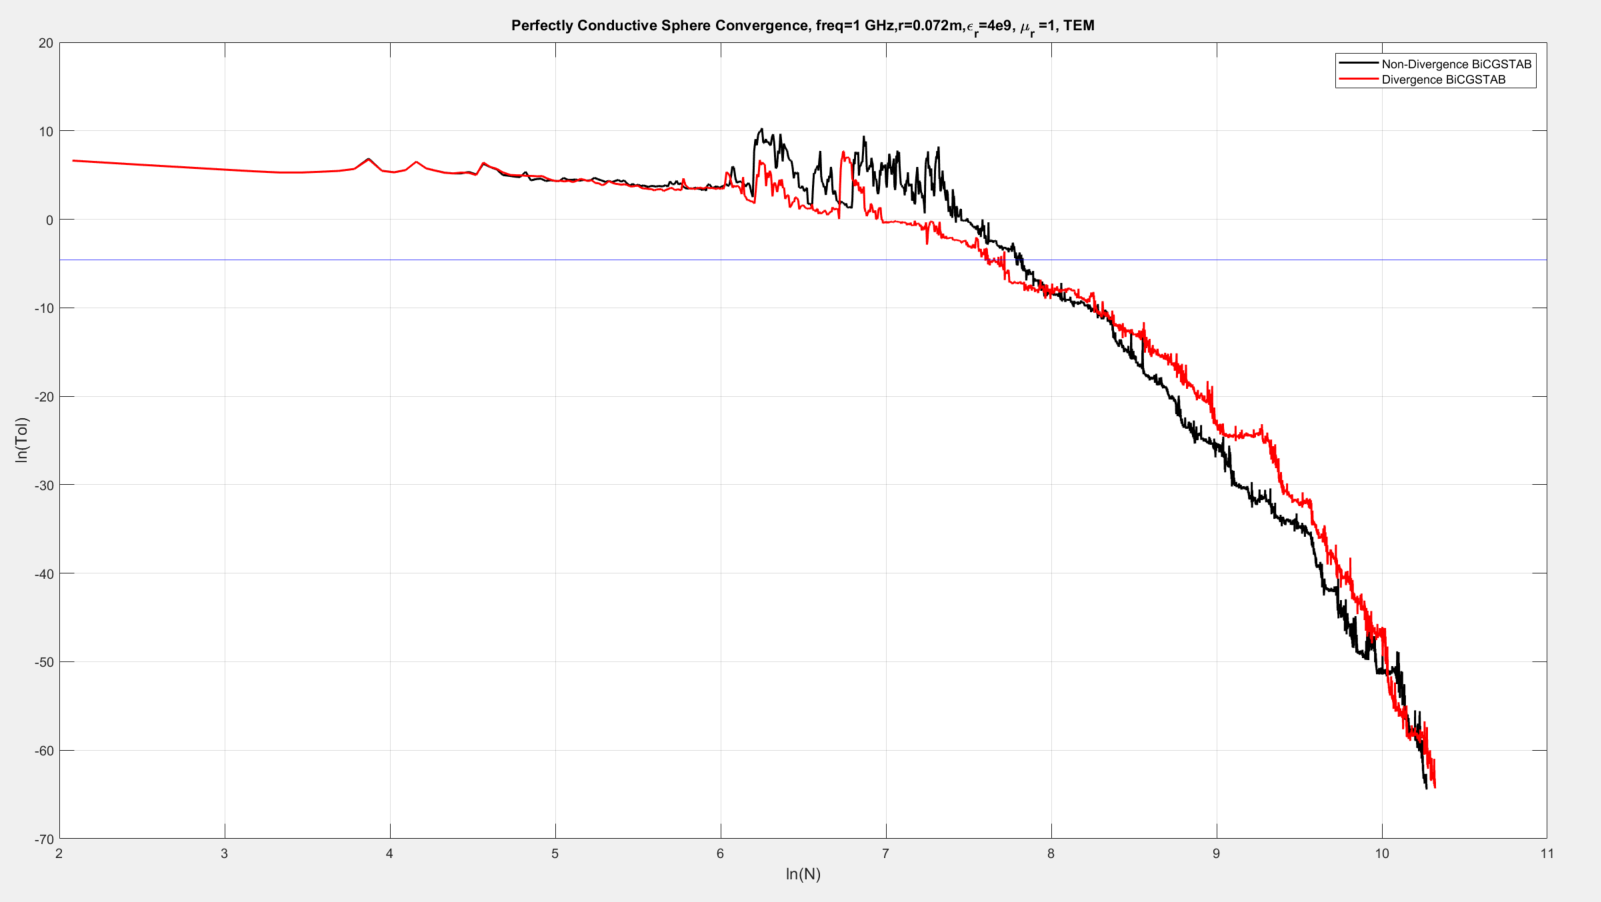 Perfectly Conductive Sphere Convergence, freq=1 GHz,r=0.072m,ϵr=4e9, μr =1, TEM
20
10
0
-10
-20
-30
-40
-50
-60
-70
ln(Tol)
Non-Divergence BiCGSTAB
Divergence BiCGSTAB
2 3 4 5 6 7 8 9 10 11
ln(N)